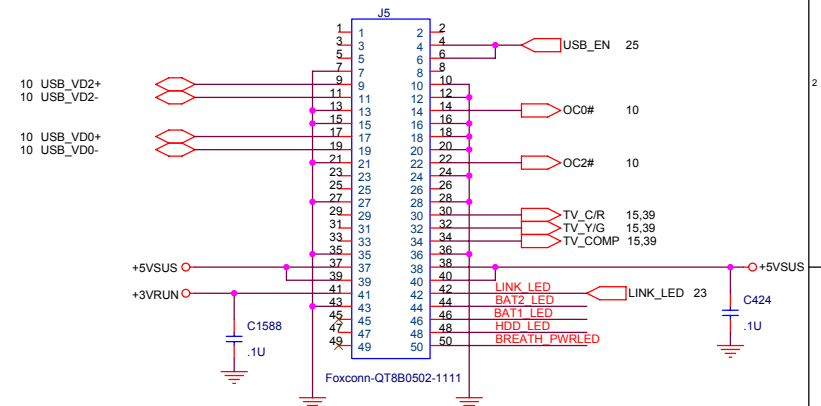 J5
1 1 2 2
3 3 4 4 USB_EN 25
5 5 6 6
7 7 8 8
10 USB_VD2+ 9 9 10 10
10 USB_VD2- 11 11 12 12
13 13 14 14 OC0# 10
15 15 16 16
10 USB_VD0+ 17 17 18 18
10 USB_VD0- 19 19 20 20
21 21 22 22 OC2# 10
23 23 24 24
25 25 26 26
27 27 28 28
29 29 30 30 TV_C/R 15,39
31 31 32 32 TV_Y/G 15,39
33 33 34 34 TV_COMP 15,39
35 35 36 36
+5VSUS 37 37 38 38 +5VSUS
39 39 40 40
+3VRUN 41 41 42 42 LINK_LED LINK_LED 23
43 43 44 44 BAT2_LED
45 45 46 46 BAT1_LED
47 47 48 48 HDD_LED
49 49 50 50 BREATH_PWRLED
C1588
.1U
C424
.1U
Foxconn-QT8B0502-1111
2